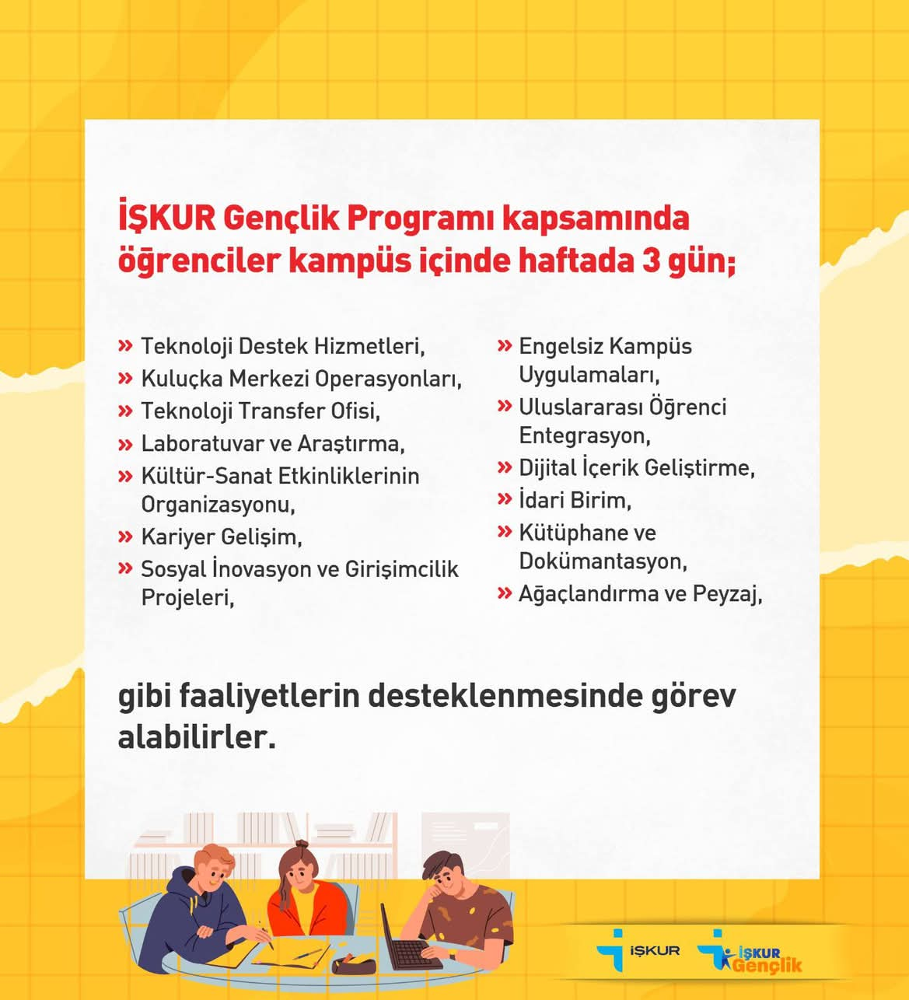 İŞKUR Gençlik Programı kapsamında
öğrenciler kampüs içinde haftada 3 gün;
» Teknoloji Destek Hizmetleri,
» Kuluçka Merkezi Operasyonları,
» Teknoloji Transfer Ofisi,
» Laboratuvar ve Araştırma,
» Kültür-Sanat Etkinliklerinin
Organizasyonu,
» Kariyer Gelişim,
» Sosyal İnovasyon ve Girişimcilik
Projeleri,
» Engelsiz Kampüs
Uygulamaları,
» Uluslararası Öğrenci
Entegrasyon,
» Dijital İçerik Geliştirme,
» İdari Birim,
» Kütüphane ve
Dokümantasyon,
» Ağaçlandırma ve Peyzaj,
gibi faaliyetlerin desteklenmesinde görev
alabilirler.
İŞKUR
İŞKUR
Gençlik